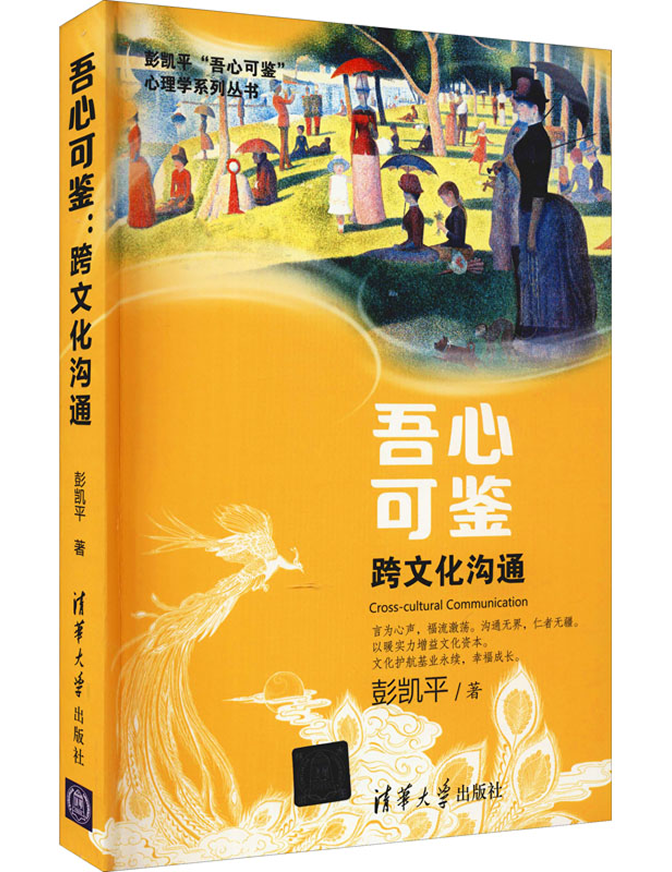 彭凯平“吾心可鉴”
心理学系列丛书
吾心
可鉴
跨文化沟通
Cross-cultural Communication
言为心声，福流激荡。沟通无界，仁者无疆。
以暖实力增益文化资本。
文化护航基业永续，幸福成长。
彭凯平/著
清华大学出版社
吾心可鉴：跨文化沟通
彭凯平 著
清华大学出版社